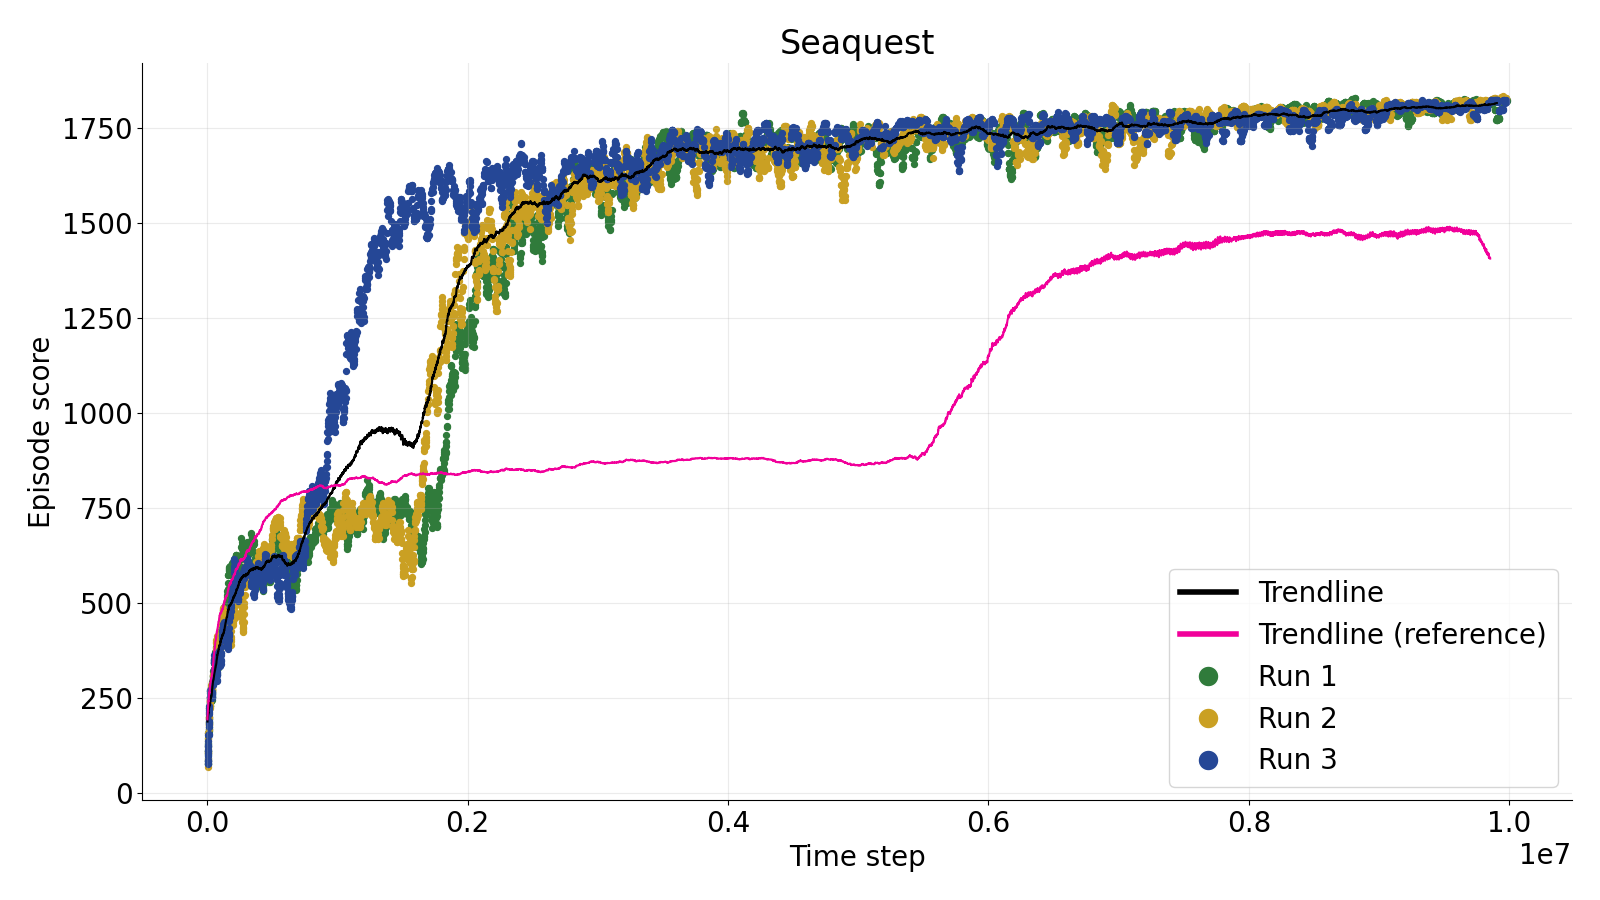 Seaquest
Episode score
1750
1500
1250
1000
750
500
250
0
0.0 0.2 0.4 0.6 0.8 1.0
1e7
Time step
Trendline
Trendline (reference)
Run 1
Run 2
Run 3